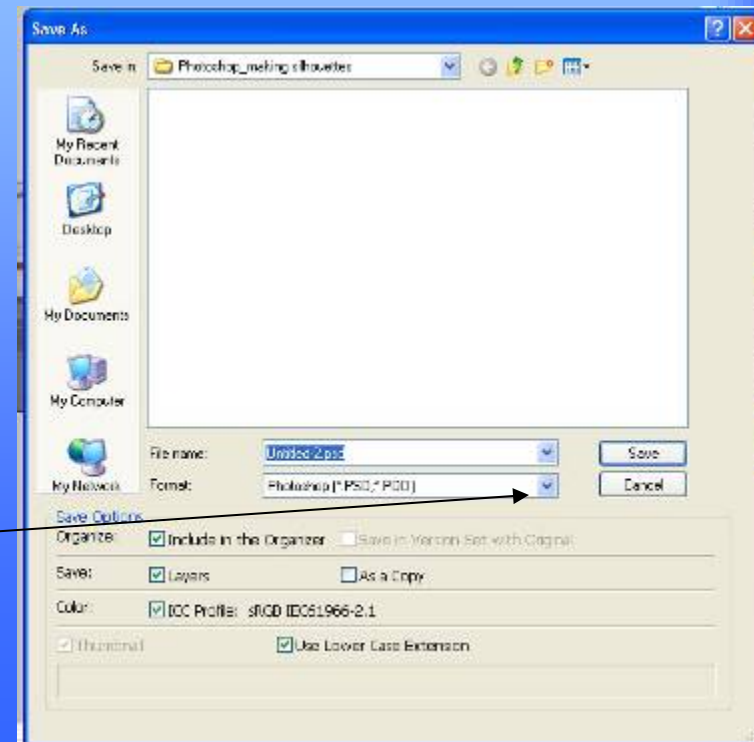 Save As
Save in
Photoshop_making silhouettes
My Recent
Documents
Desktop
My Documents
My Computer
My Network
File name:
Untitled-2.psd
Save
Format:
Photoshop (*.PSD;*.PDD)
Cancel
Save Options
Organize:
Include in the Organizer
Save in Version Set with Original
Save:
Layers
As a Copy
Color:
ICC Profile: sRGB IEC61966-2.1
Thumbnail
Use Lower Case Extension